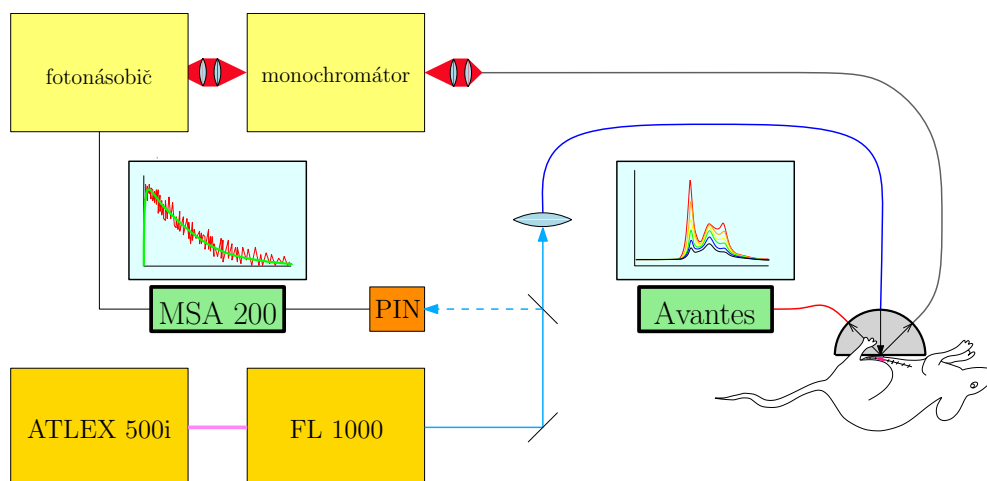 fotonásobič
monochromátor
MSA 200
PIN
Avantes
ATLEX 500i
FL 1000